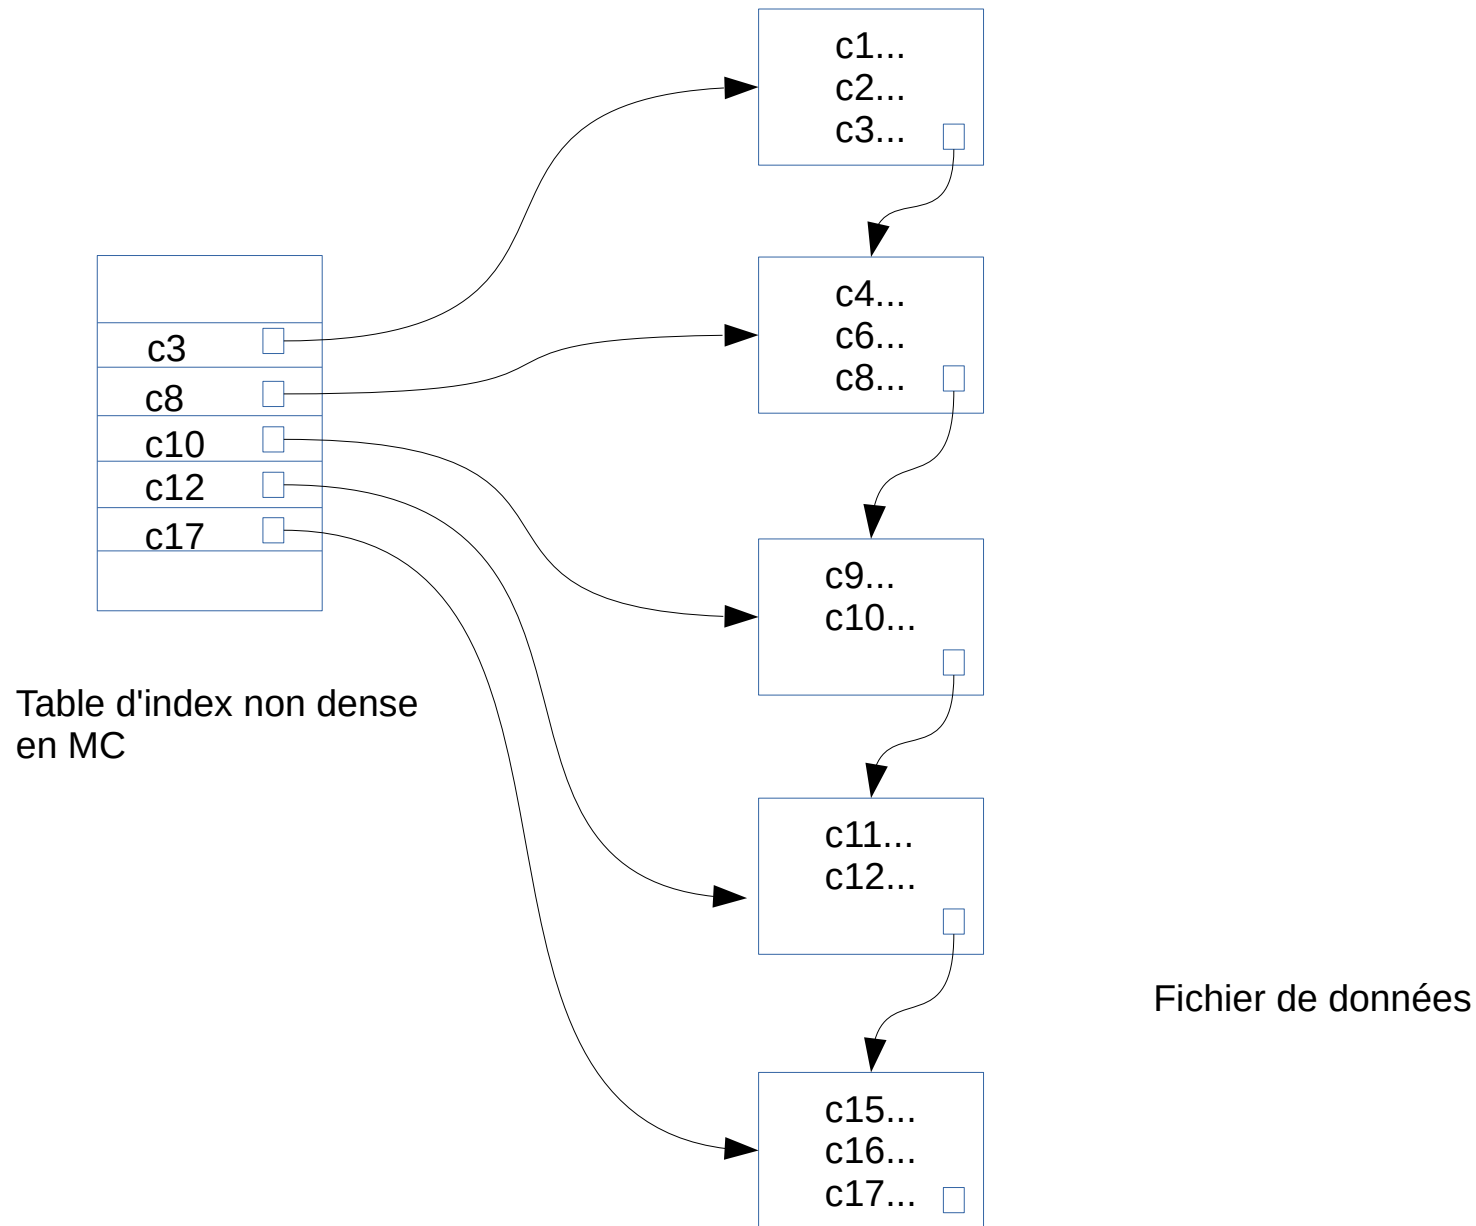 c1...
c2...
c3...
c4...
c6...
c8...
c3
c8
c10
c12
c17
c9...
c10...
Table d'index non dense
en MC
c11...
c12...
Fichier de données
c15...
c16...
c17...